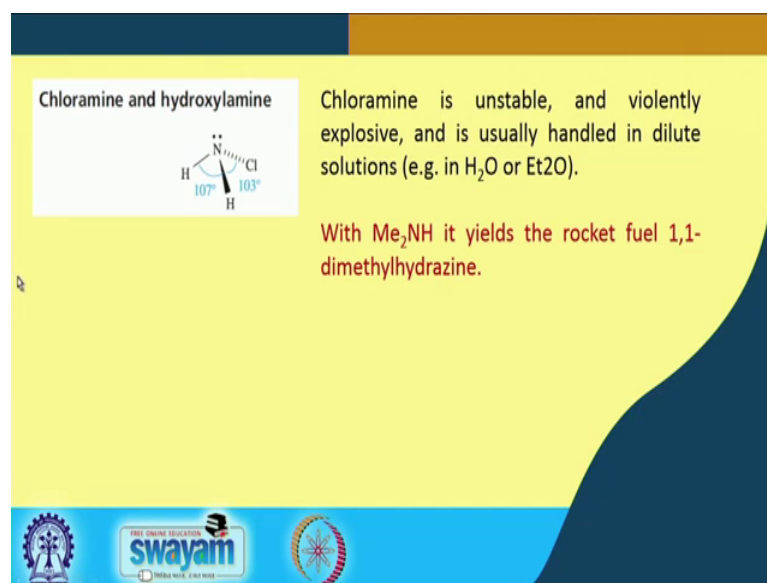 Chloramine and hydroxylamine
N
Cl
H
107° 103°
H
Chloramine is unstable, and violently
explosive, and is usually handled in dilute
solutions (e.g. in H₂O or Et2O).
With Me₂NH it yields the rocket fuel 1,1-
dimethylhydrazine.
FREE ONLINE EDUCATION
swayam